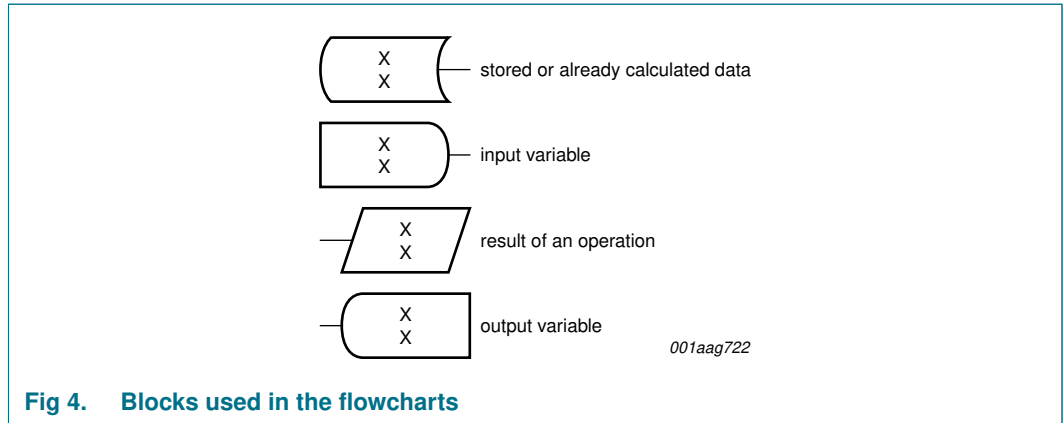 X
X
stored or already calculated data
X
X
input variable
X
X
result of an operation
X
X
output variable
001aag722
Fig 4. Blocks used in the flowcharts